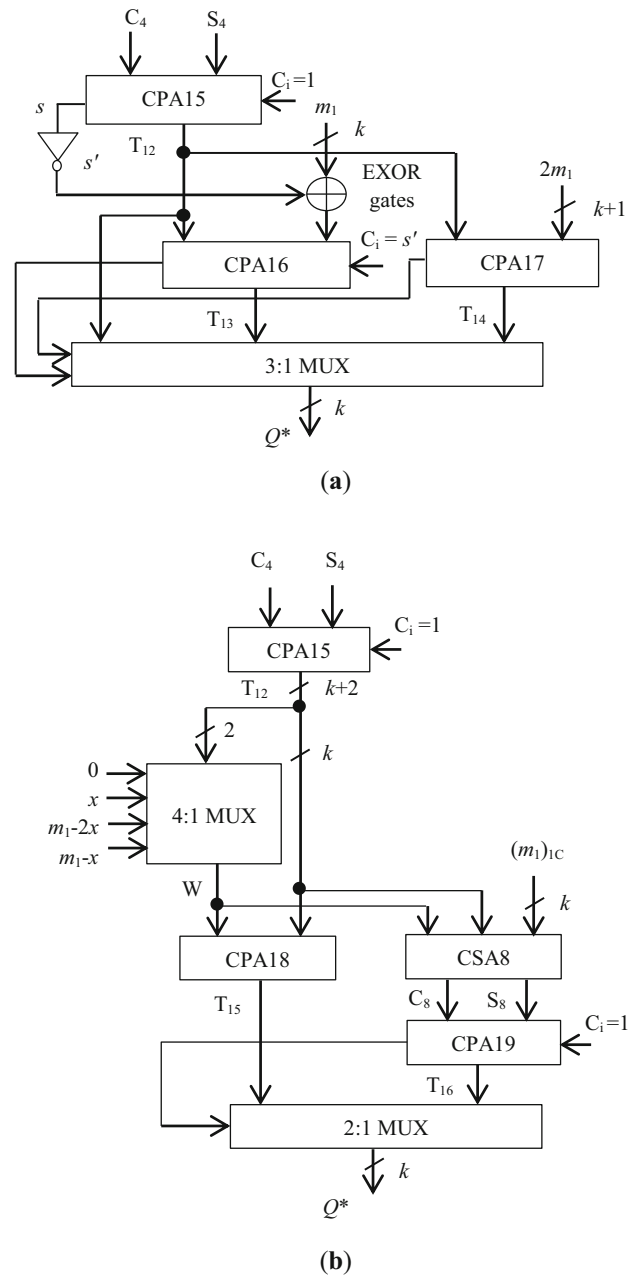 C₄ S₄
CPA15
Cᵢ=1
s
s'
T₁₂
m₁
k
EXOR
gates
2m₁
k+1
CPA16
Cᵢ = s'
CPA17
T₁₃
T₁₄
3:1 MUX
k
Q*
(a)
C₄ S₄
CPA15
Cᵢ =1
T₁₂
k+2
2
k
0
x
m₁-2x
m₁-x
4:1 MUX
(m₁)₁C
k
W
CPA18
CSA8
T₁₅
C₈ S₈
CPA19
Cᵢ=1
T₁₆
2:1 MUX
k
Q*
(b)